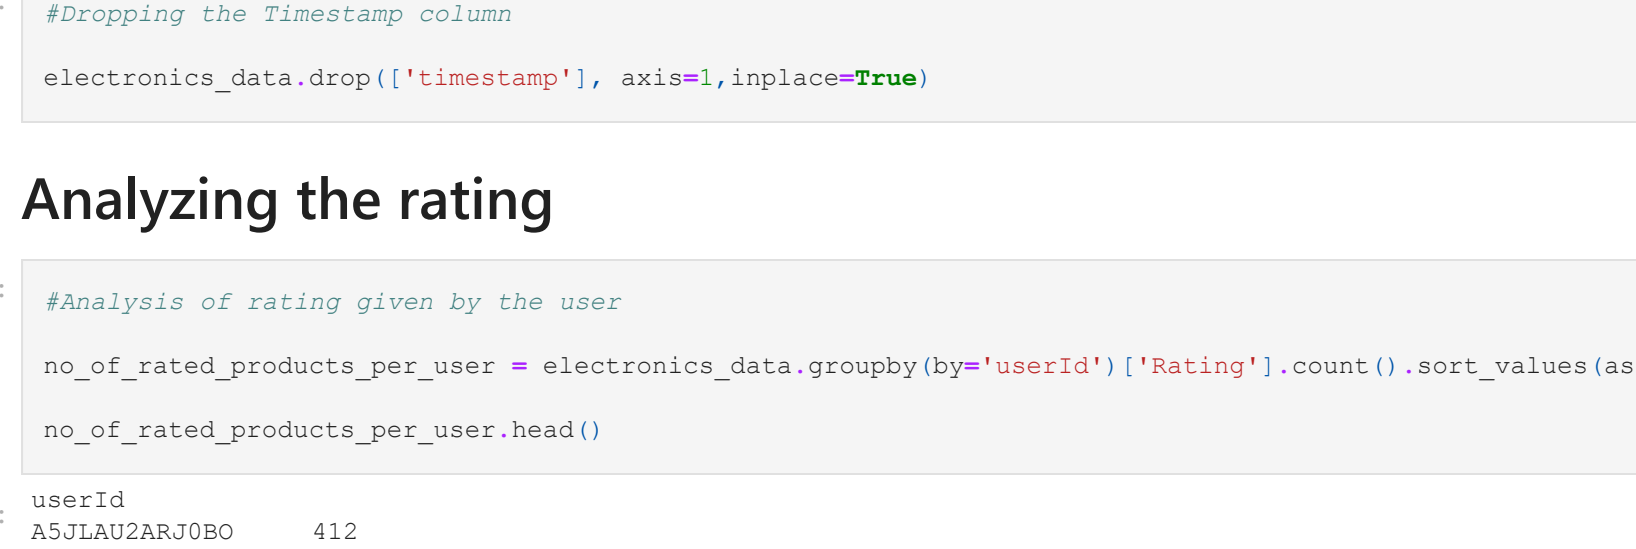 #Dropping the Timestamp column
electronics_data.drop(['timestamp'], axis=1,inplace=True)
Analyzing the rating
#Analysis of rating given by the user
no_of_rated_products_per_user = electronics_data.groupby(by='userId')['Rating'].count().sort_values(as
no_of_rated_products_per_user.head()
userId
A5JLAU2ARJ0BO     412